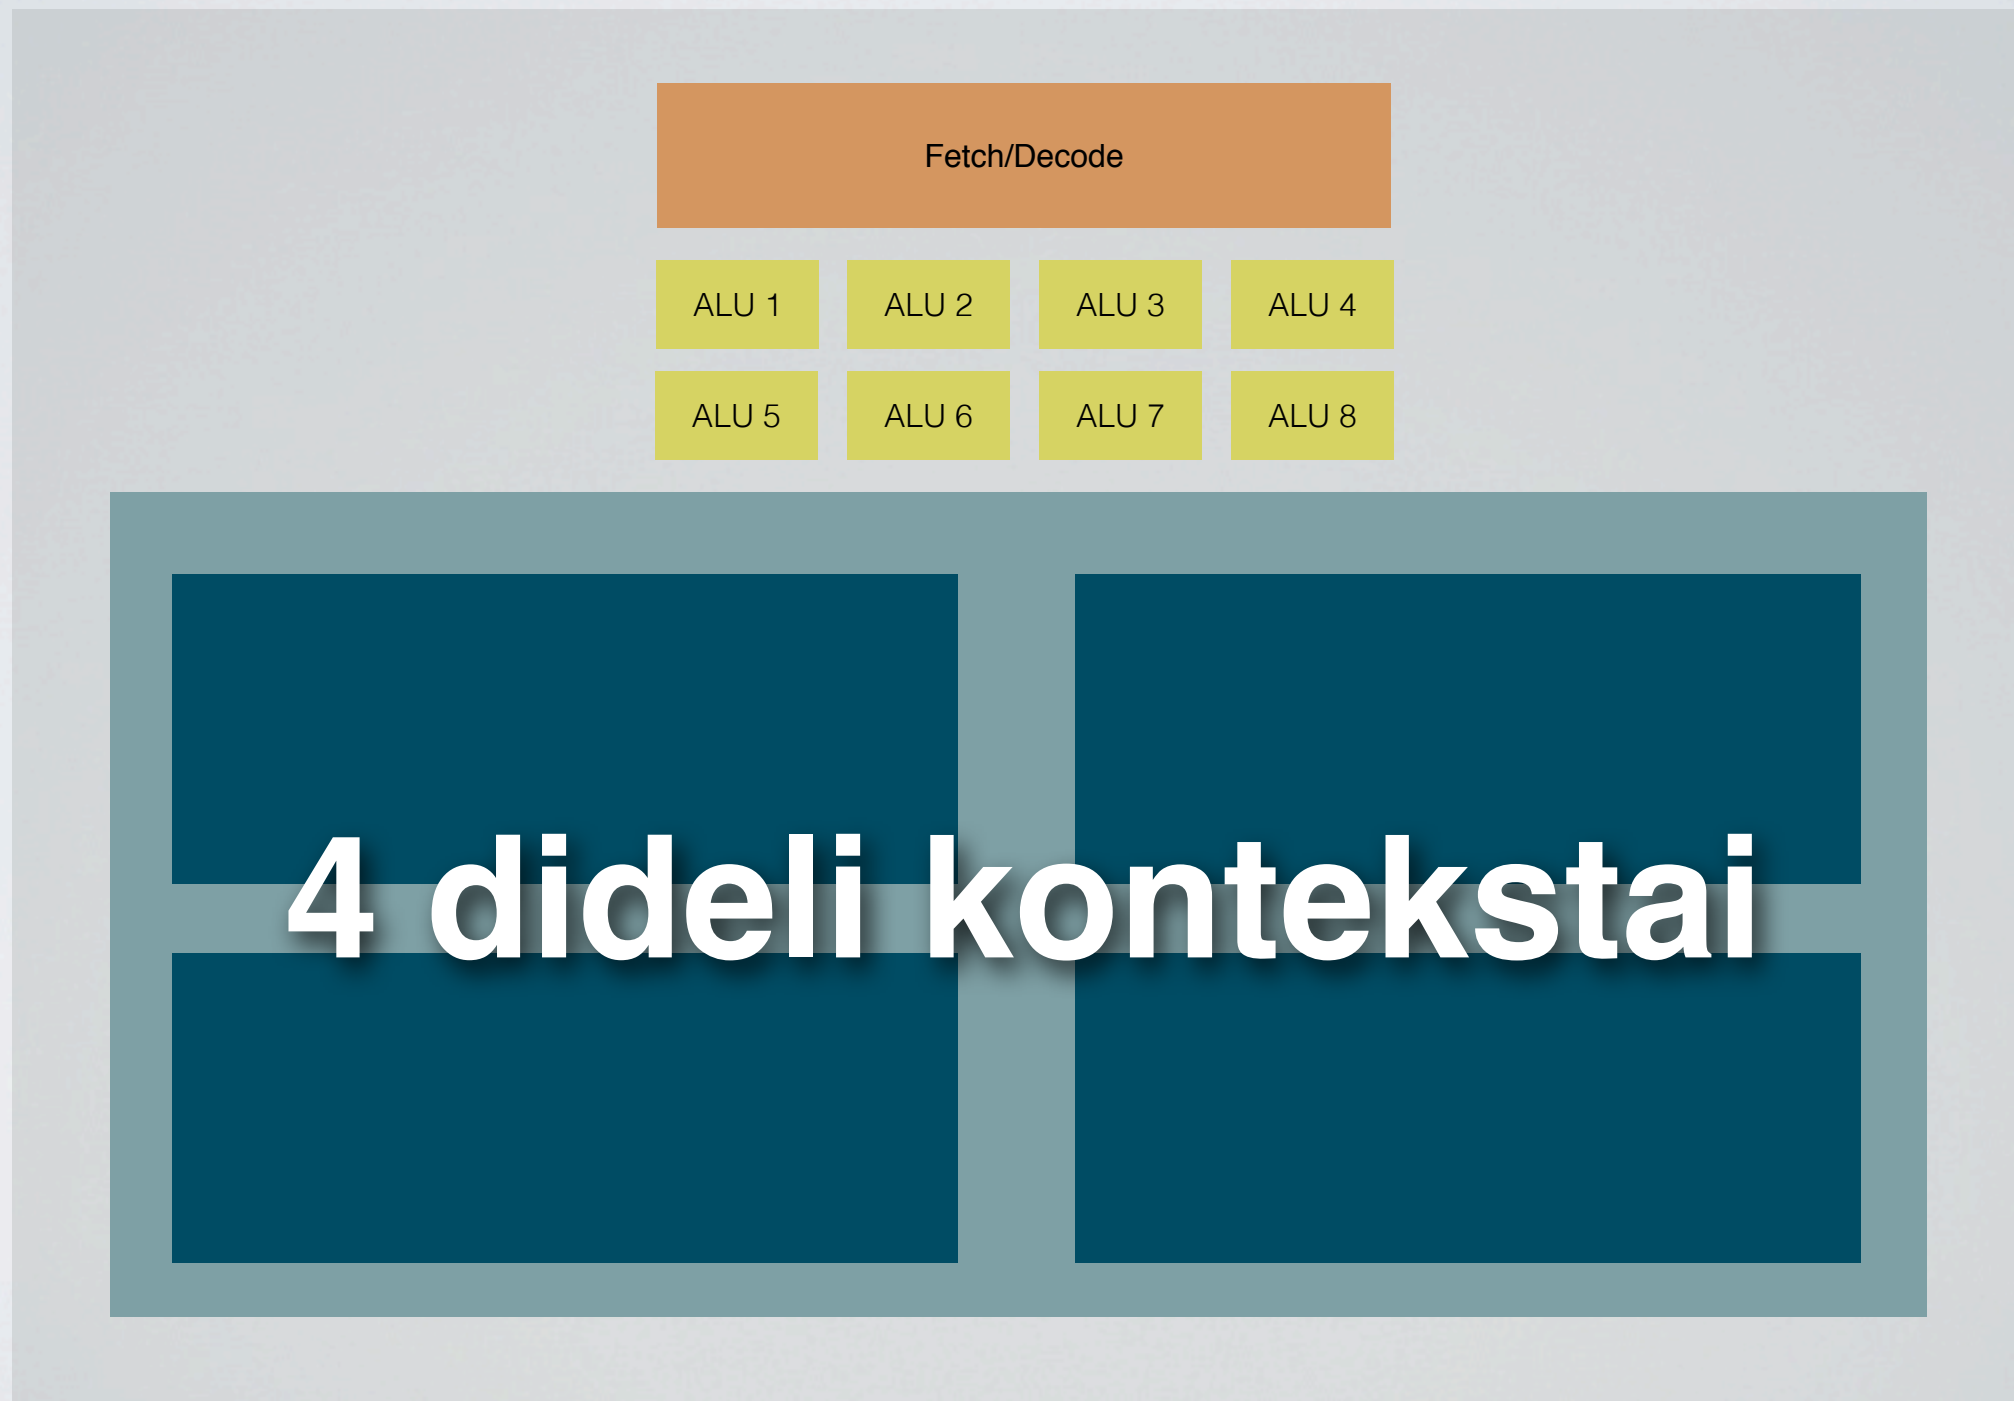 Fetch/Decode
ALU 1 ALU 2 ALU 3 ALU 4
ALU 5 ALU 6 ALU 7 ALU 8
4 dideli kontekstai